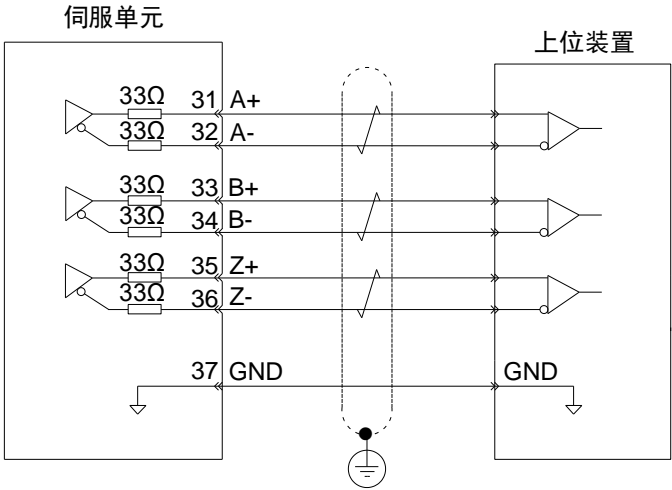 伺服单元
上位装置
33Ω 31 A+
33Ω 32 A-
33Ω 33 B+
33Ω 34 B-
33Ω 35 Z+
33Ω 36 Z-
37 GND GND